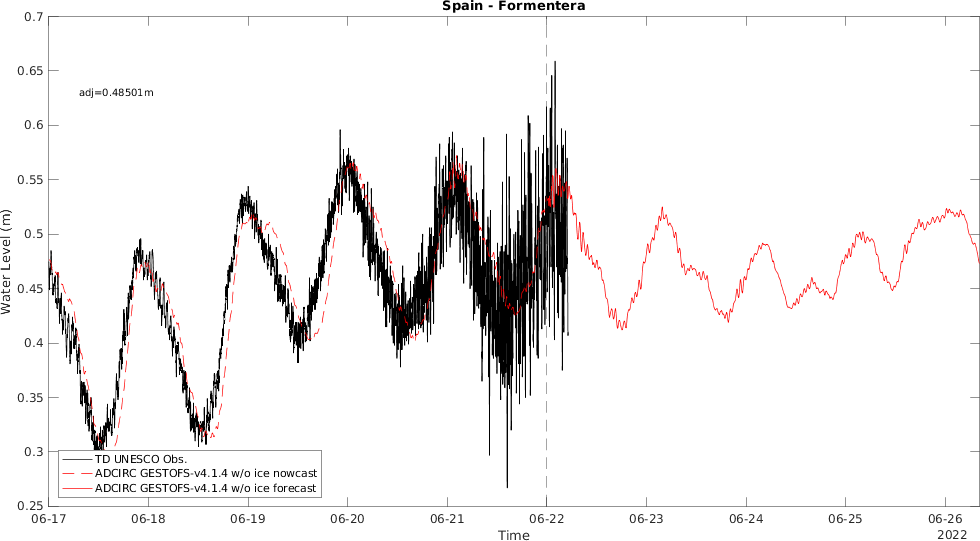 Spain - Formentera
0.7
0.65
0.6
0.55
0.5
0.45
0.4
0.35
0.3
0.25
Water Level (m)
adj=0.48501m
TD UNESCO Obs.
ADCIRC GESTOFS-v4.1.4 w/o ice nowcast
ADCIRC GESTOFS-v4.1.4 w/o ice forecast
06-17 06-18 06-19 06-20 06-21 06-22 06-23 06-24 06-25 06-26
Time
2022